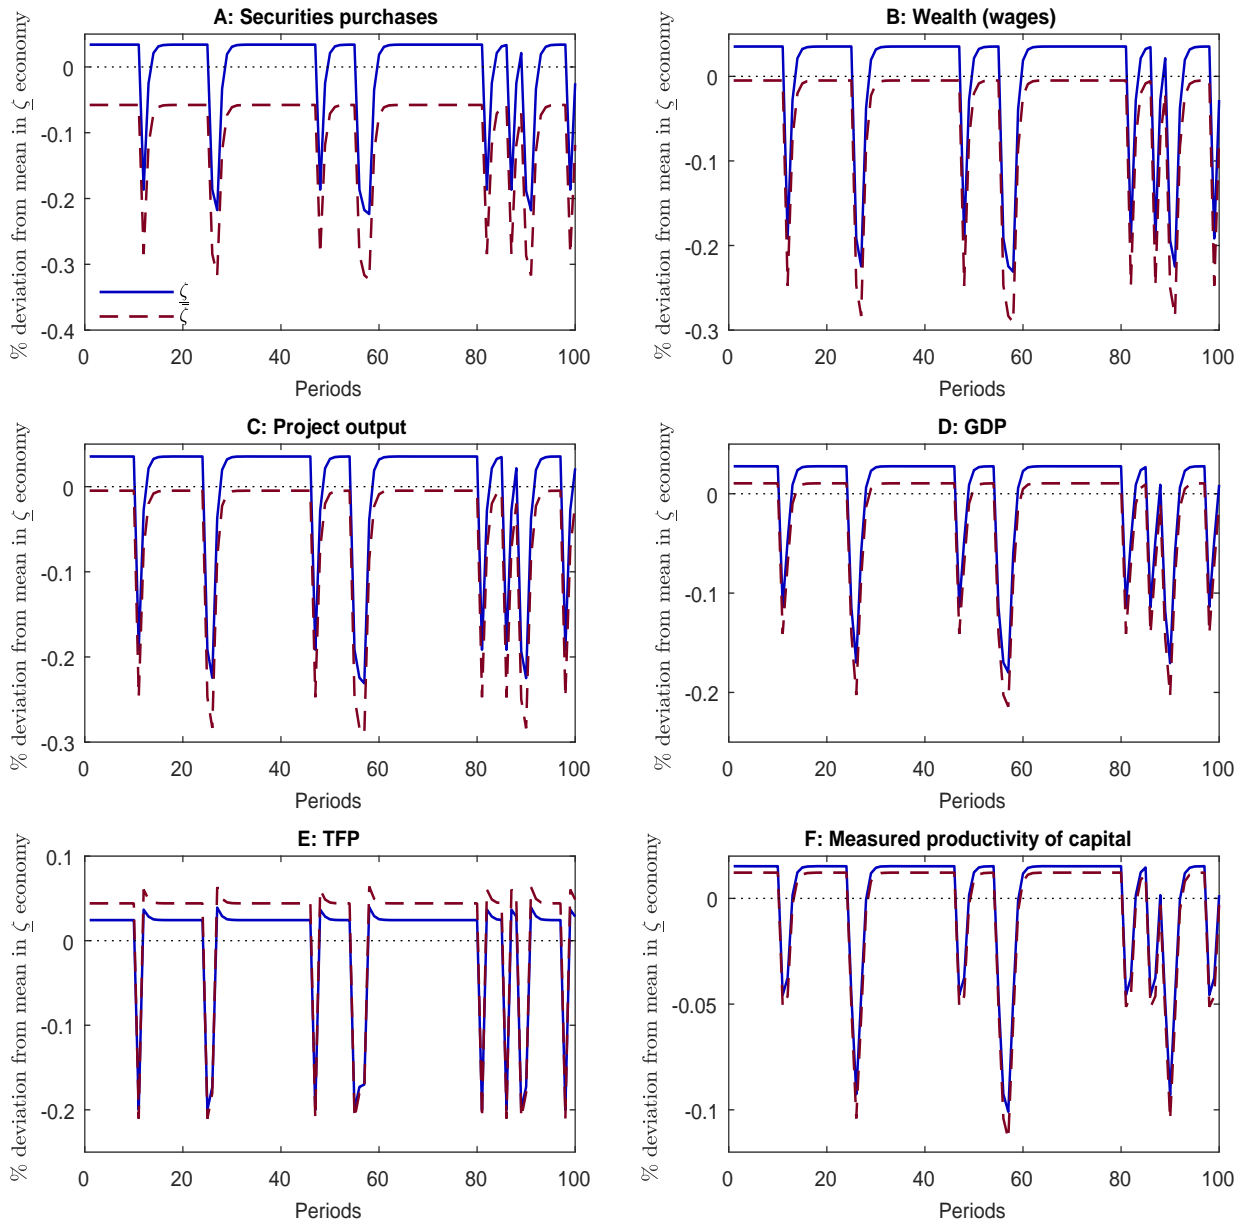 A: Securities purchases
% deviation from mean in ζ economy
0
-0.1
-0.2
-0.3
-0.4
ζ
ζ̄
0 20 40 60 80 100
Periods
B: Wealth (wages)
% deviation from mean in ζ economy
0
-0.1
-0.2
-0.3
0 20 40 60 80 100
Periods
C: Project output
% deviation from mean in ζ economy
0
-0.1
-0.2
-0.3
0 20 40 60 80 100
Periods
D: GDP
% deviation from mean in ζ economy
0
-0.1
-0.2
0 20 40 60 80 100
Periods
E: TFP
% deviation from mean in ζ economy
0.1
0
-0.1
-0.2
0 20 40 60 80 100
Periods
F: Measured productivity of capital
% deviation from mean in ζ economy
0
-0.05
-0.1
0 20 40 60 80 100
Periods